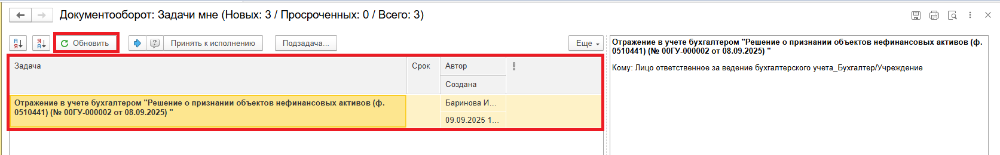 Документооборот: Задачи мне (Новых: 3 / Просроченных: 0 / Всего: 3)
А Я
Я А
Обновить
?
Принять к исполнению
Подзадача...
Еще
Задача
Срок
Автор
Создана
Отражение в учете бухгалтером "Решение о признании объектов нефинансовых активов (ф.
0510441) (№ 00ГУ-000002 от 08.09.2025) "
Баринова И...
09.09.2025 1...
Отражение в учете бухгалтером "Решение о признании объектов нефинансовых активов (ф.
0510441) (№ 00ГУ-000002 от 08.09.2025) "
Кому: Лицо ответственное за ведение бухгалтерского учета_Бухгалтер/Учреждение